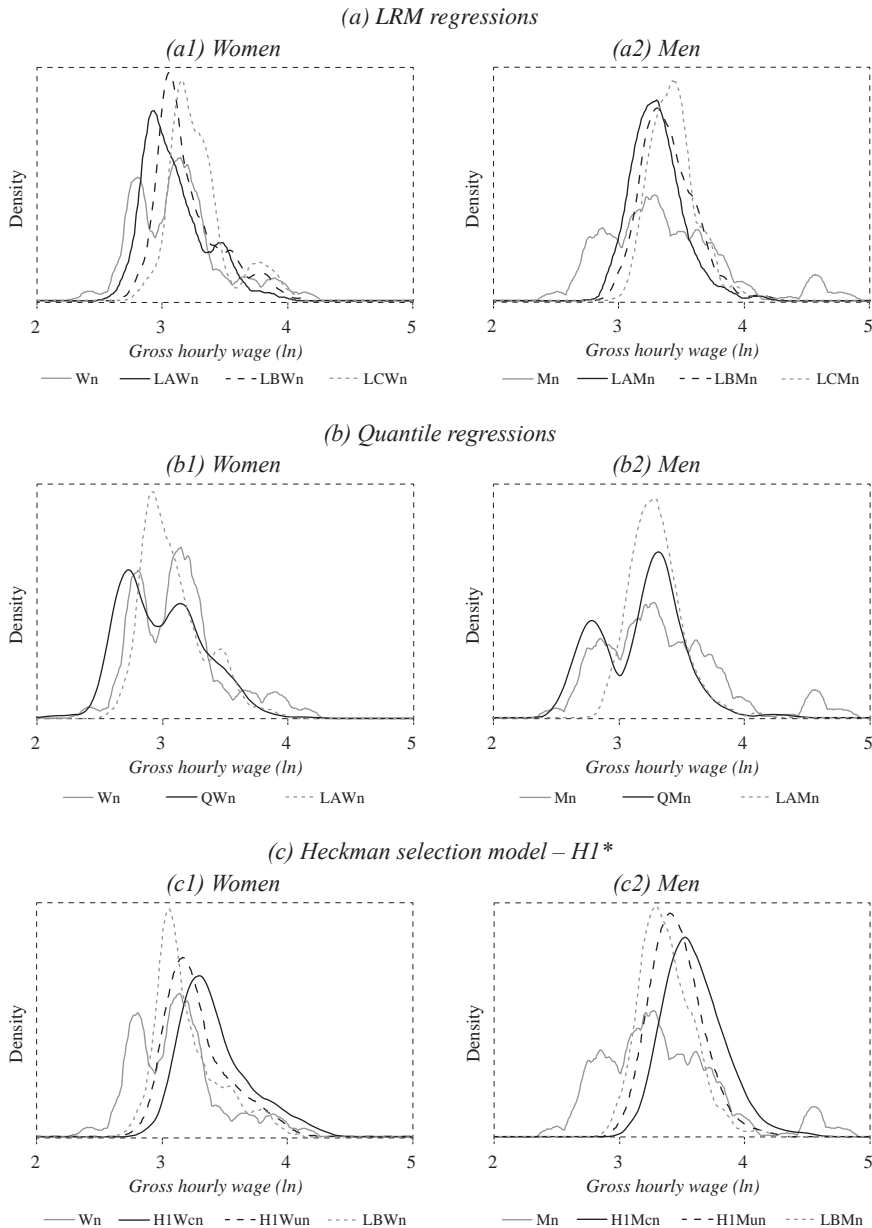 (a) LRM regressions
(a1) Women
(a2) Men
Density
2 3 4 5
Gross hourly wage (ln)
Wn LAWn LBWn LCWn
Density
2 3 4 5
Gross hourly wage (ln)
Mn LAMn LBMn LCMn
(b) Quantile regressions
(b1) Women
(b2) Men
Density
2 3 4 5
Gross hourly wage (ln)
Wn QWn LAWn
Density
2 3 4 5
Gross hourly wage (ln)
Mn QMn LAMn
(c) Heckman selection model – H1*
(c1) Women
(c2) Men
Density
2 3 4 5
Gross hourly wage (ln)
Wn H1Wcn H1Wun LBWn
Density
2 3 4 5
Gross hourly wage (ln)
Mn H1Mcn H1Mun LBMn